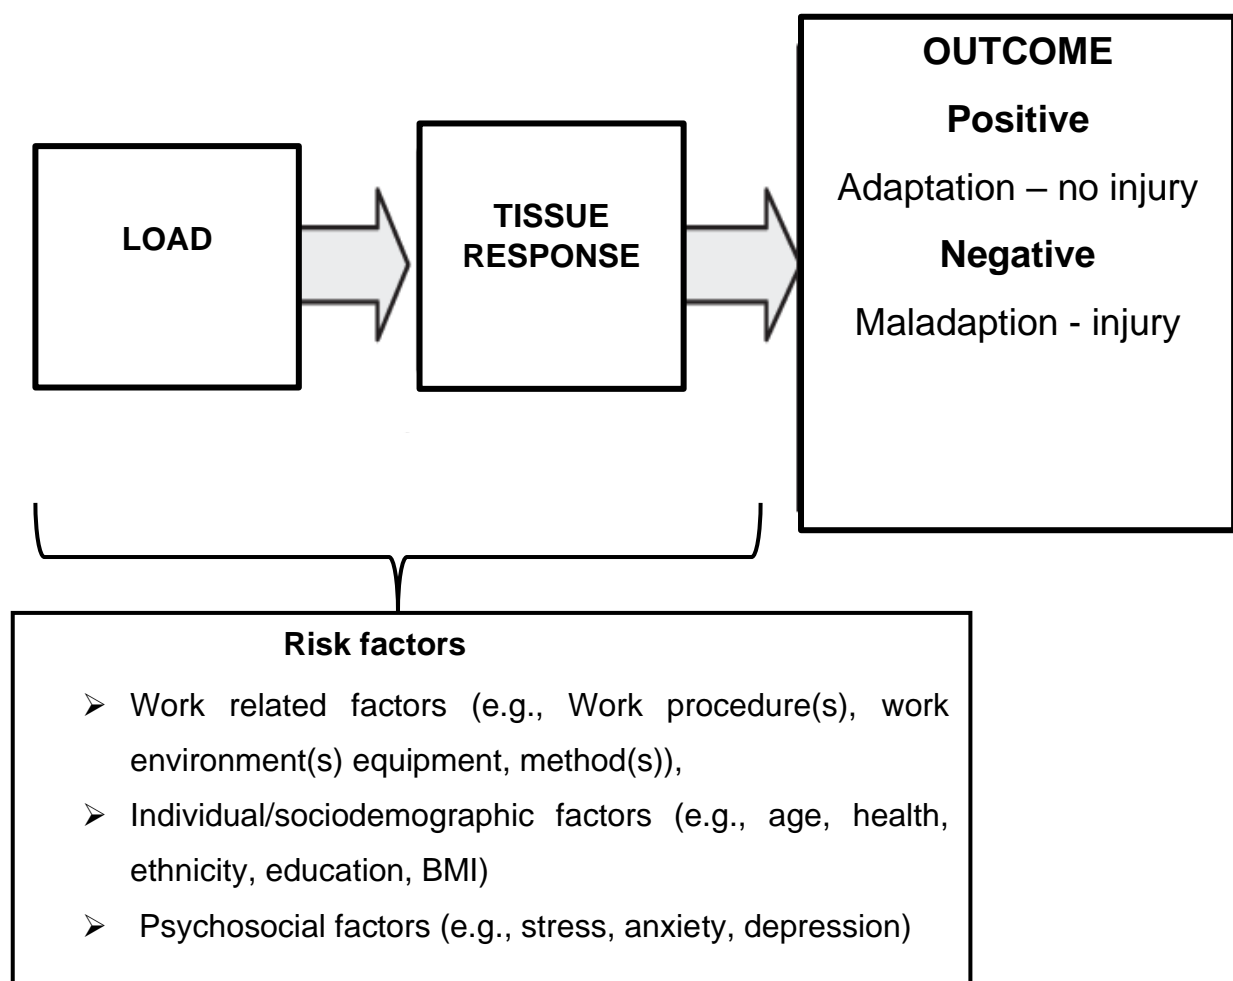 LOAD
TISSUE
RESPONSE
OUTCOME
Positive
Adaptation – no injury
Negative
Maladaption - injury
Risk factors
➢ Work related factors (e.g., Work procedure(s), work
environment(s) equipment, method(s)),
➢ Individual/sociodemographic factors (e.g., age, health,
ethnicity, education, BMI)
➢ Psychosocial factors (e.g., stress, anxiety, depression)